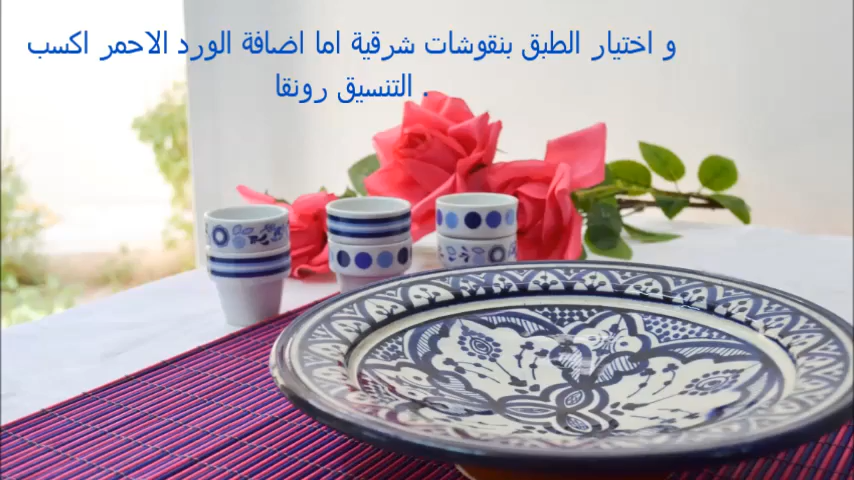 و اختيار الطبق بنقوشات شرقية اما اضافة الورد الاحمر اكسب
التنسيق رونقا .